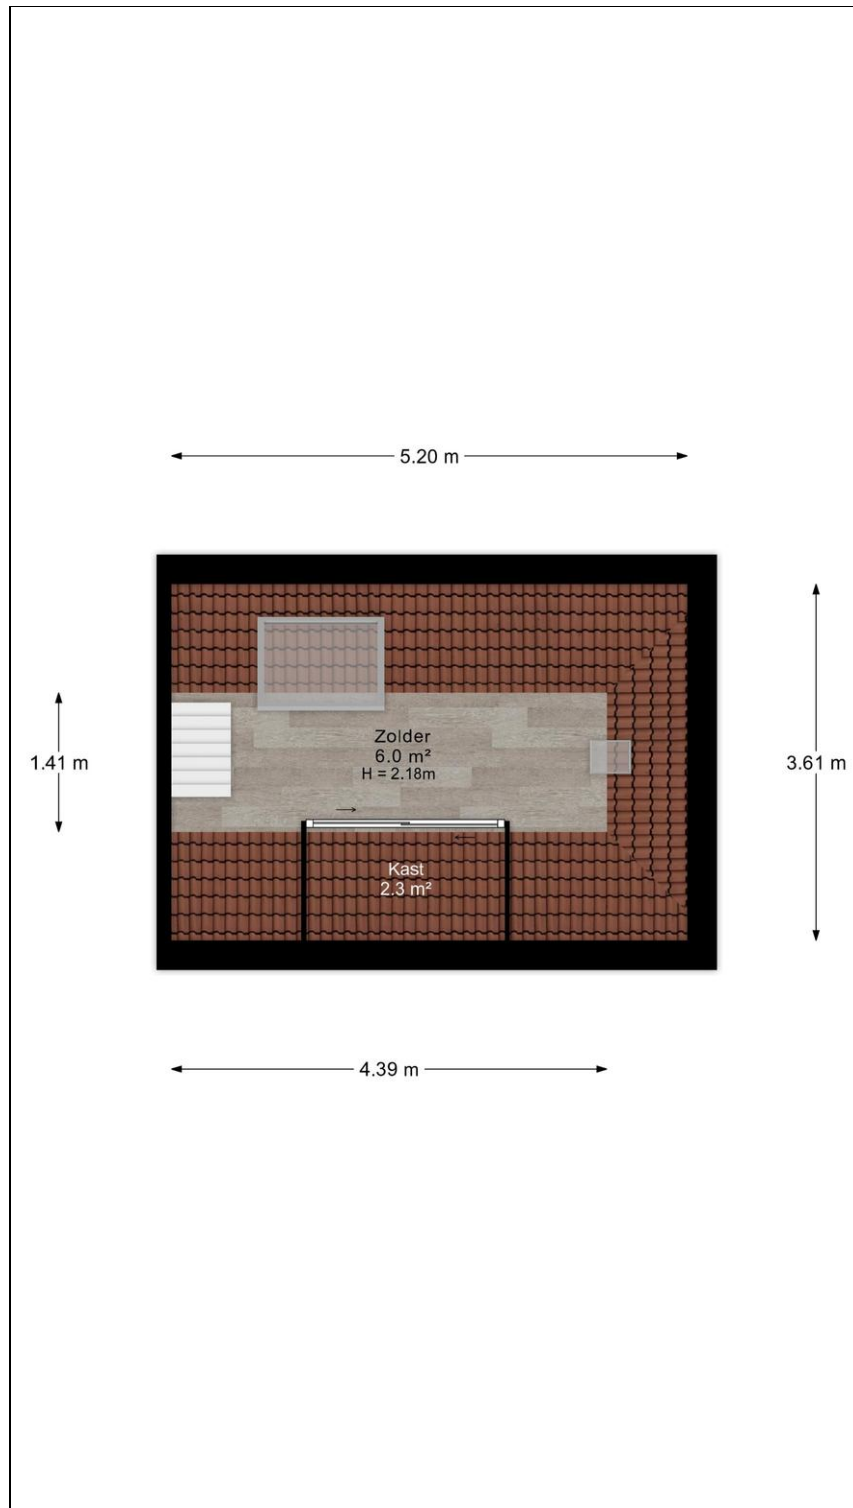 5.20 m
1.41 m
Zolder
6.0 m²
H = 2.18m
3.61 m
Kast
2.3 m²
4.39 m